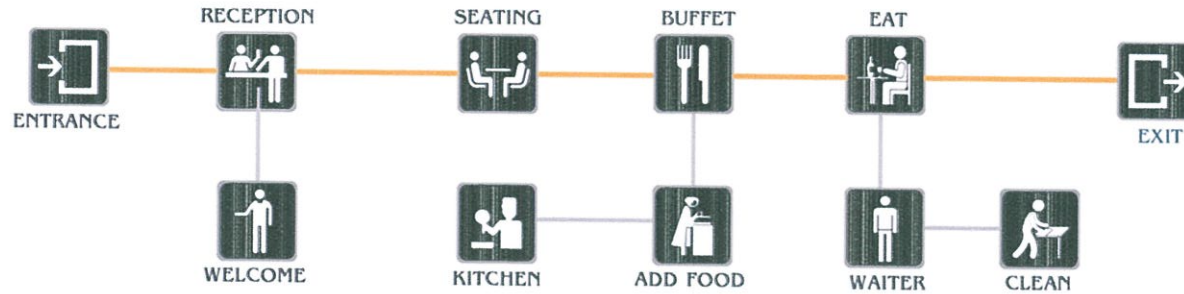 RECEPTION
SEATING
BUFFET
EAT
ENTRANCE
EXIT
WELCOME
KITCHEN
ADD FOOD
WAITER
CLEAN